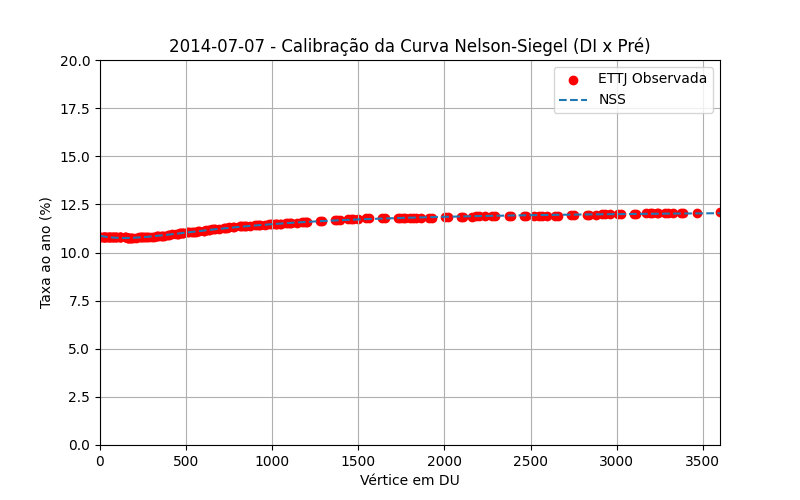 2014-07-07 - Calibração da Curva Nelson-Siegel (DI x Pré)
20.0
17.5
15.0
12.5
10.0
7.5
5.0
2.5
0.0
Taxa ao ano (%)
ETTJ Observada
NSS
0 500 1000 1500 2000 2500 3000 3500
Vértice em DU